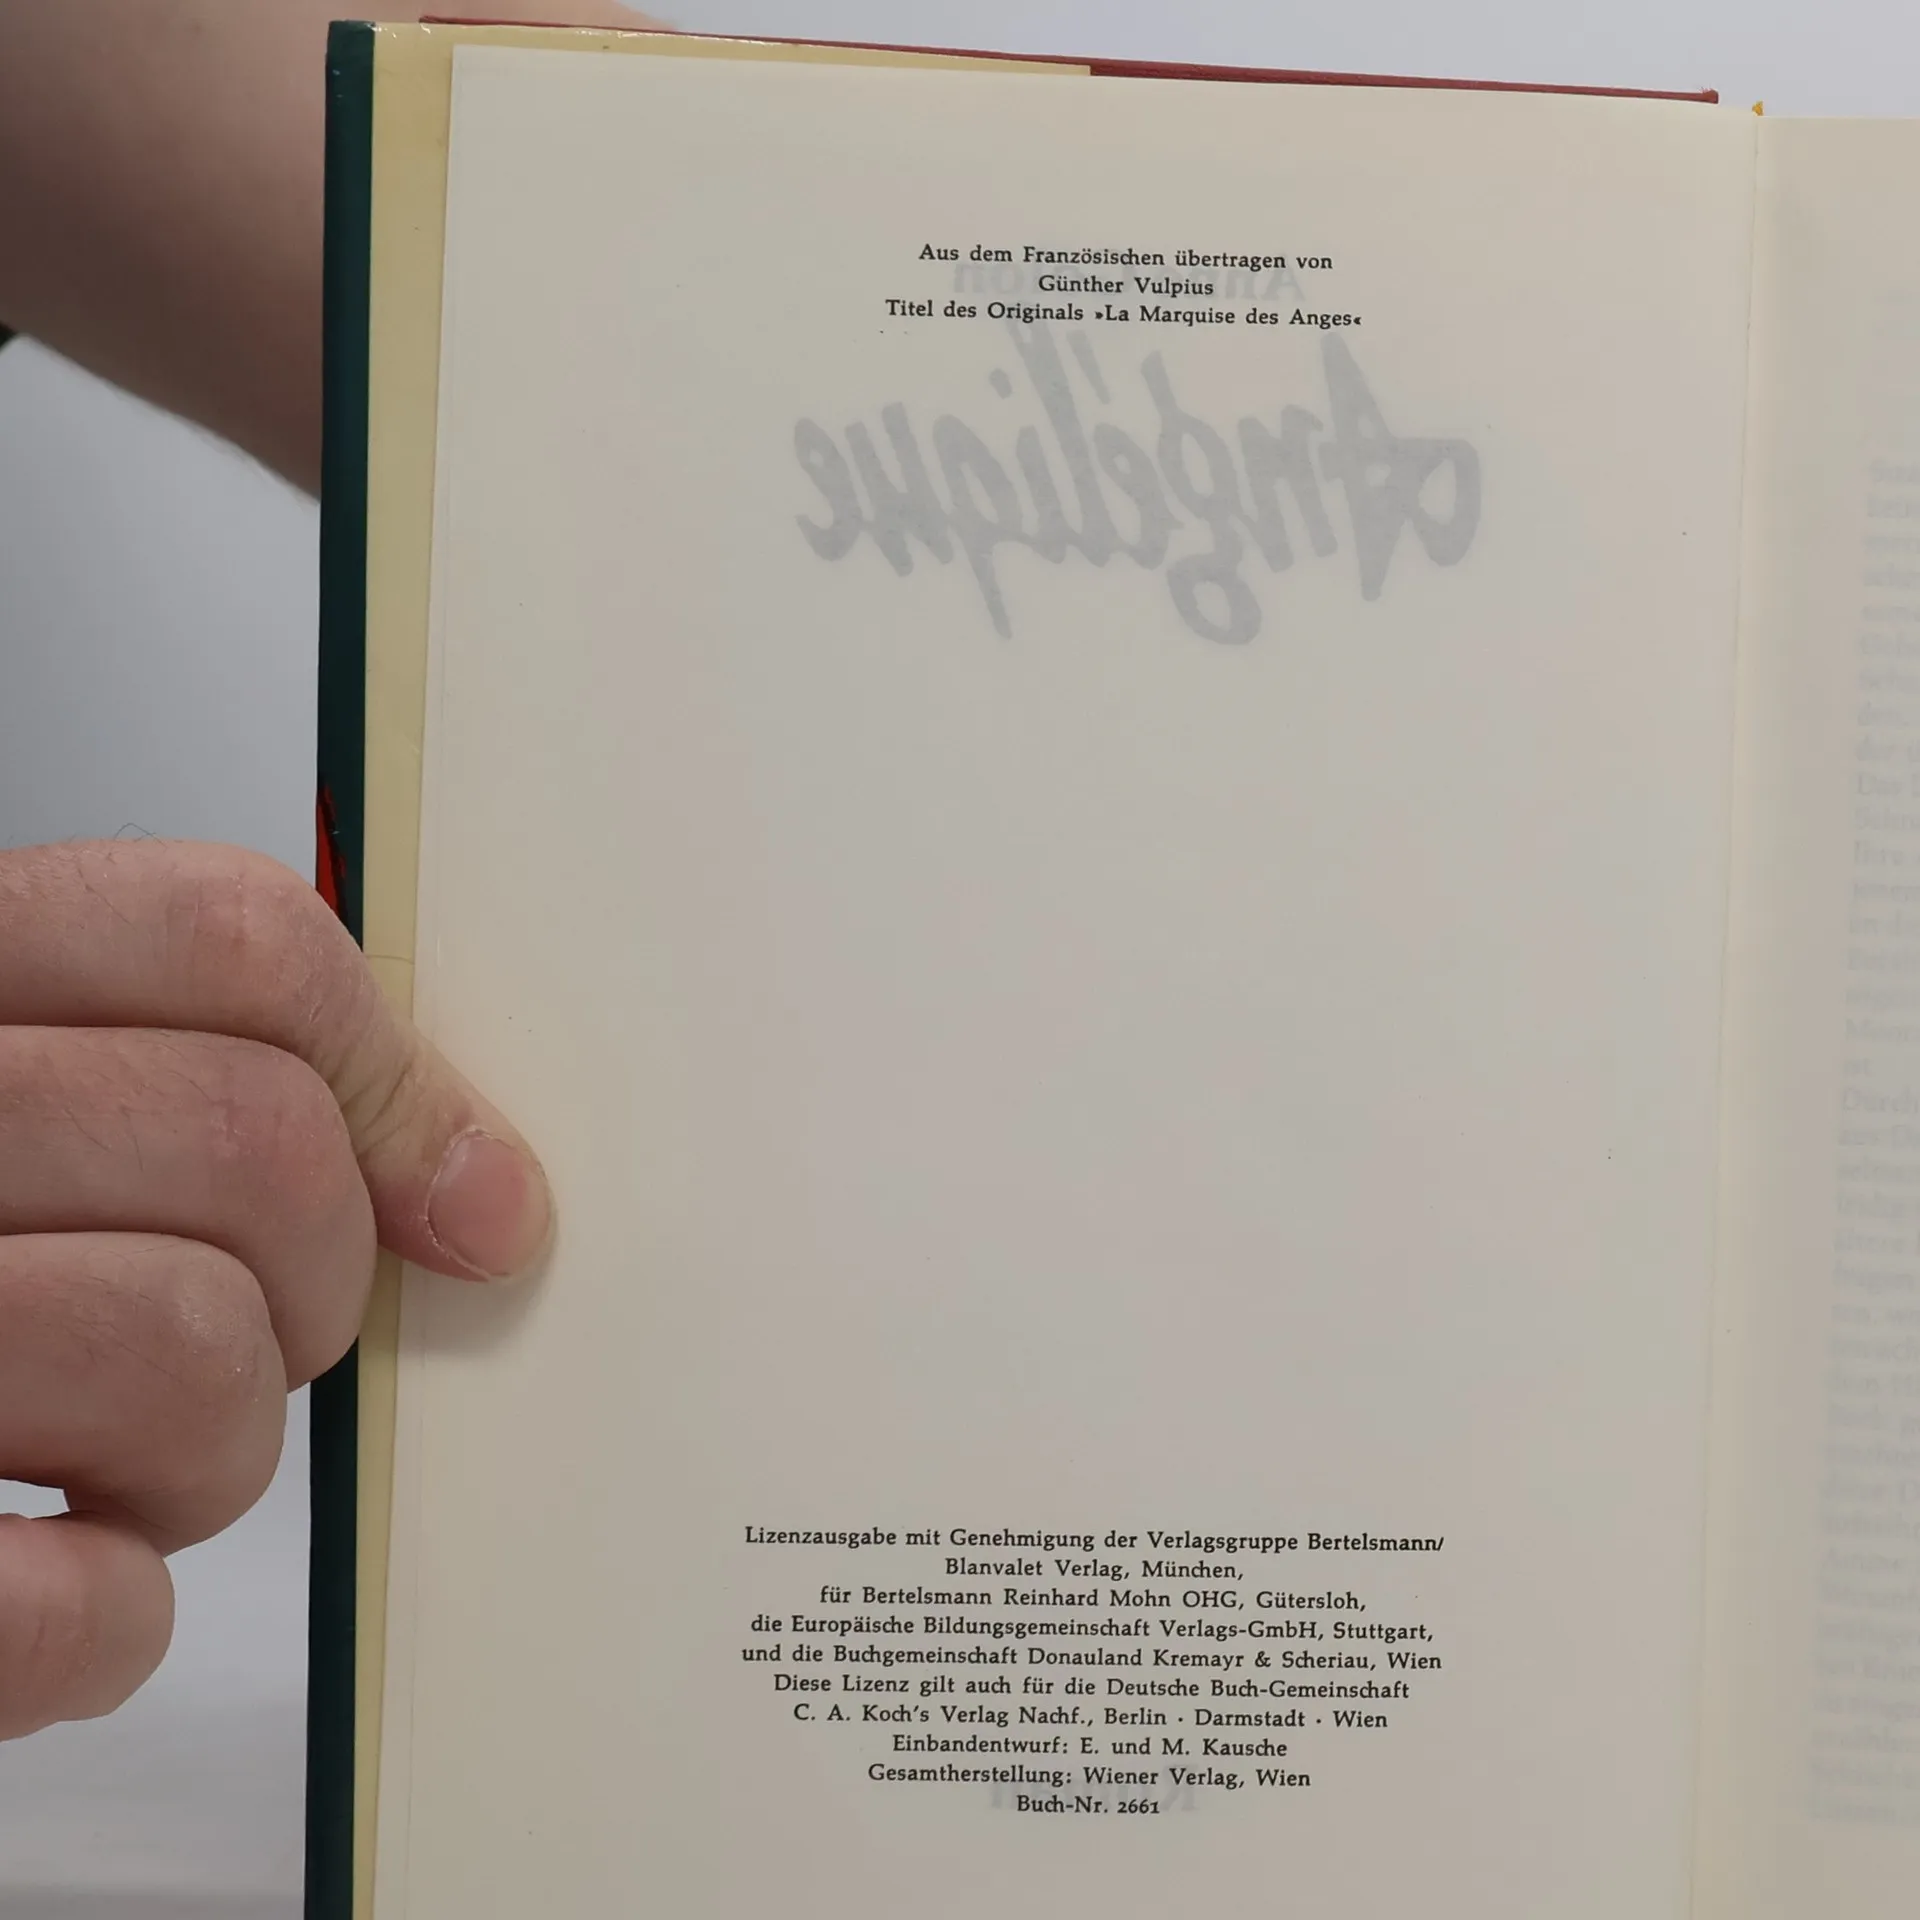 Aus dem Französischen übertragen von
Günther Vulpius
Titel des Originals »La Marquise des Anges«
Angélique
Lizenzausgabe mit Genehmigung der Verlagsgruppe Bertelsmann/
Blanvalet Verlag, München,
für Bertelsmann Reinhard Mohn OHG, Gütersloh,
die Europäische Bildungsgemeinschaft Verlags-GmbH, Stuttgart,
und die Buchgemeinschaft Donauland Kremayr & Scheriau, Wien
Diese Lizenz gilt auch für die Deutsche Buch-Gemeinschaft
C. A. Koch's Verlag Nachf., Berlin · Darmstadt · Wien
Einbandentwurf: E. und M. Kausche
Gesamtherstellung: Wiener Verlag, Wien
Buch-Nr. 2661